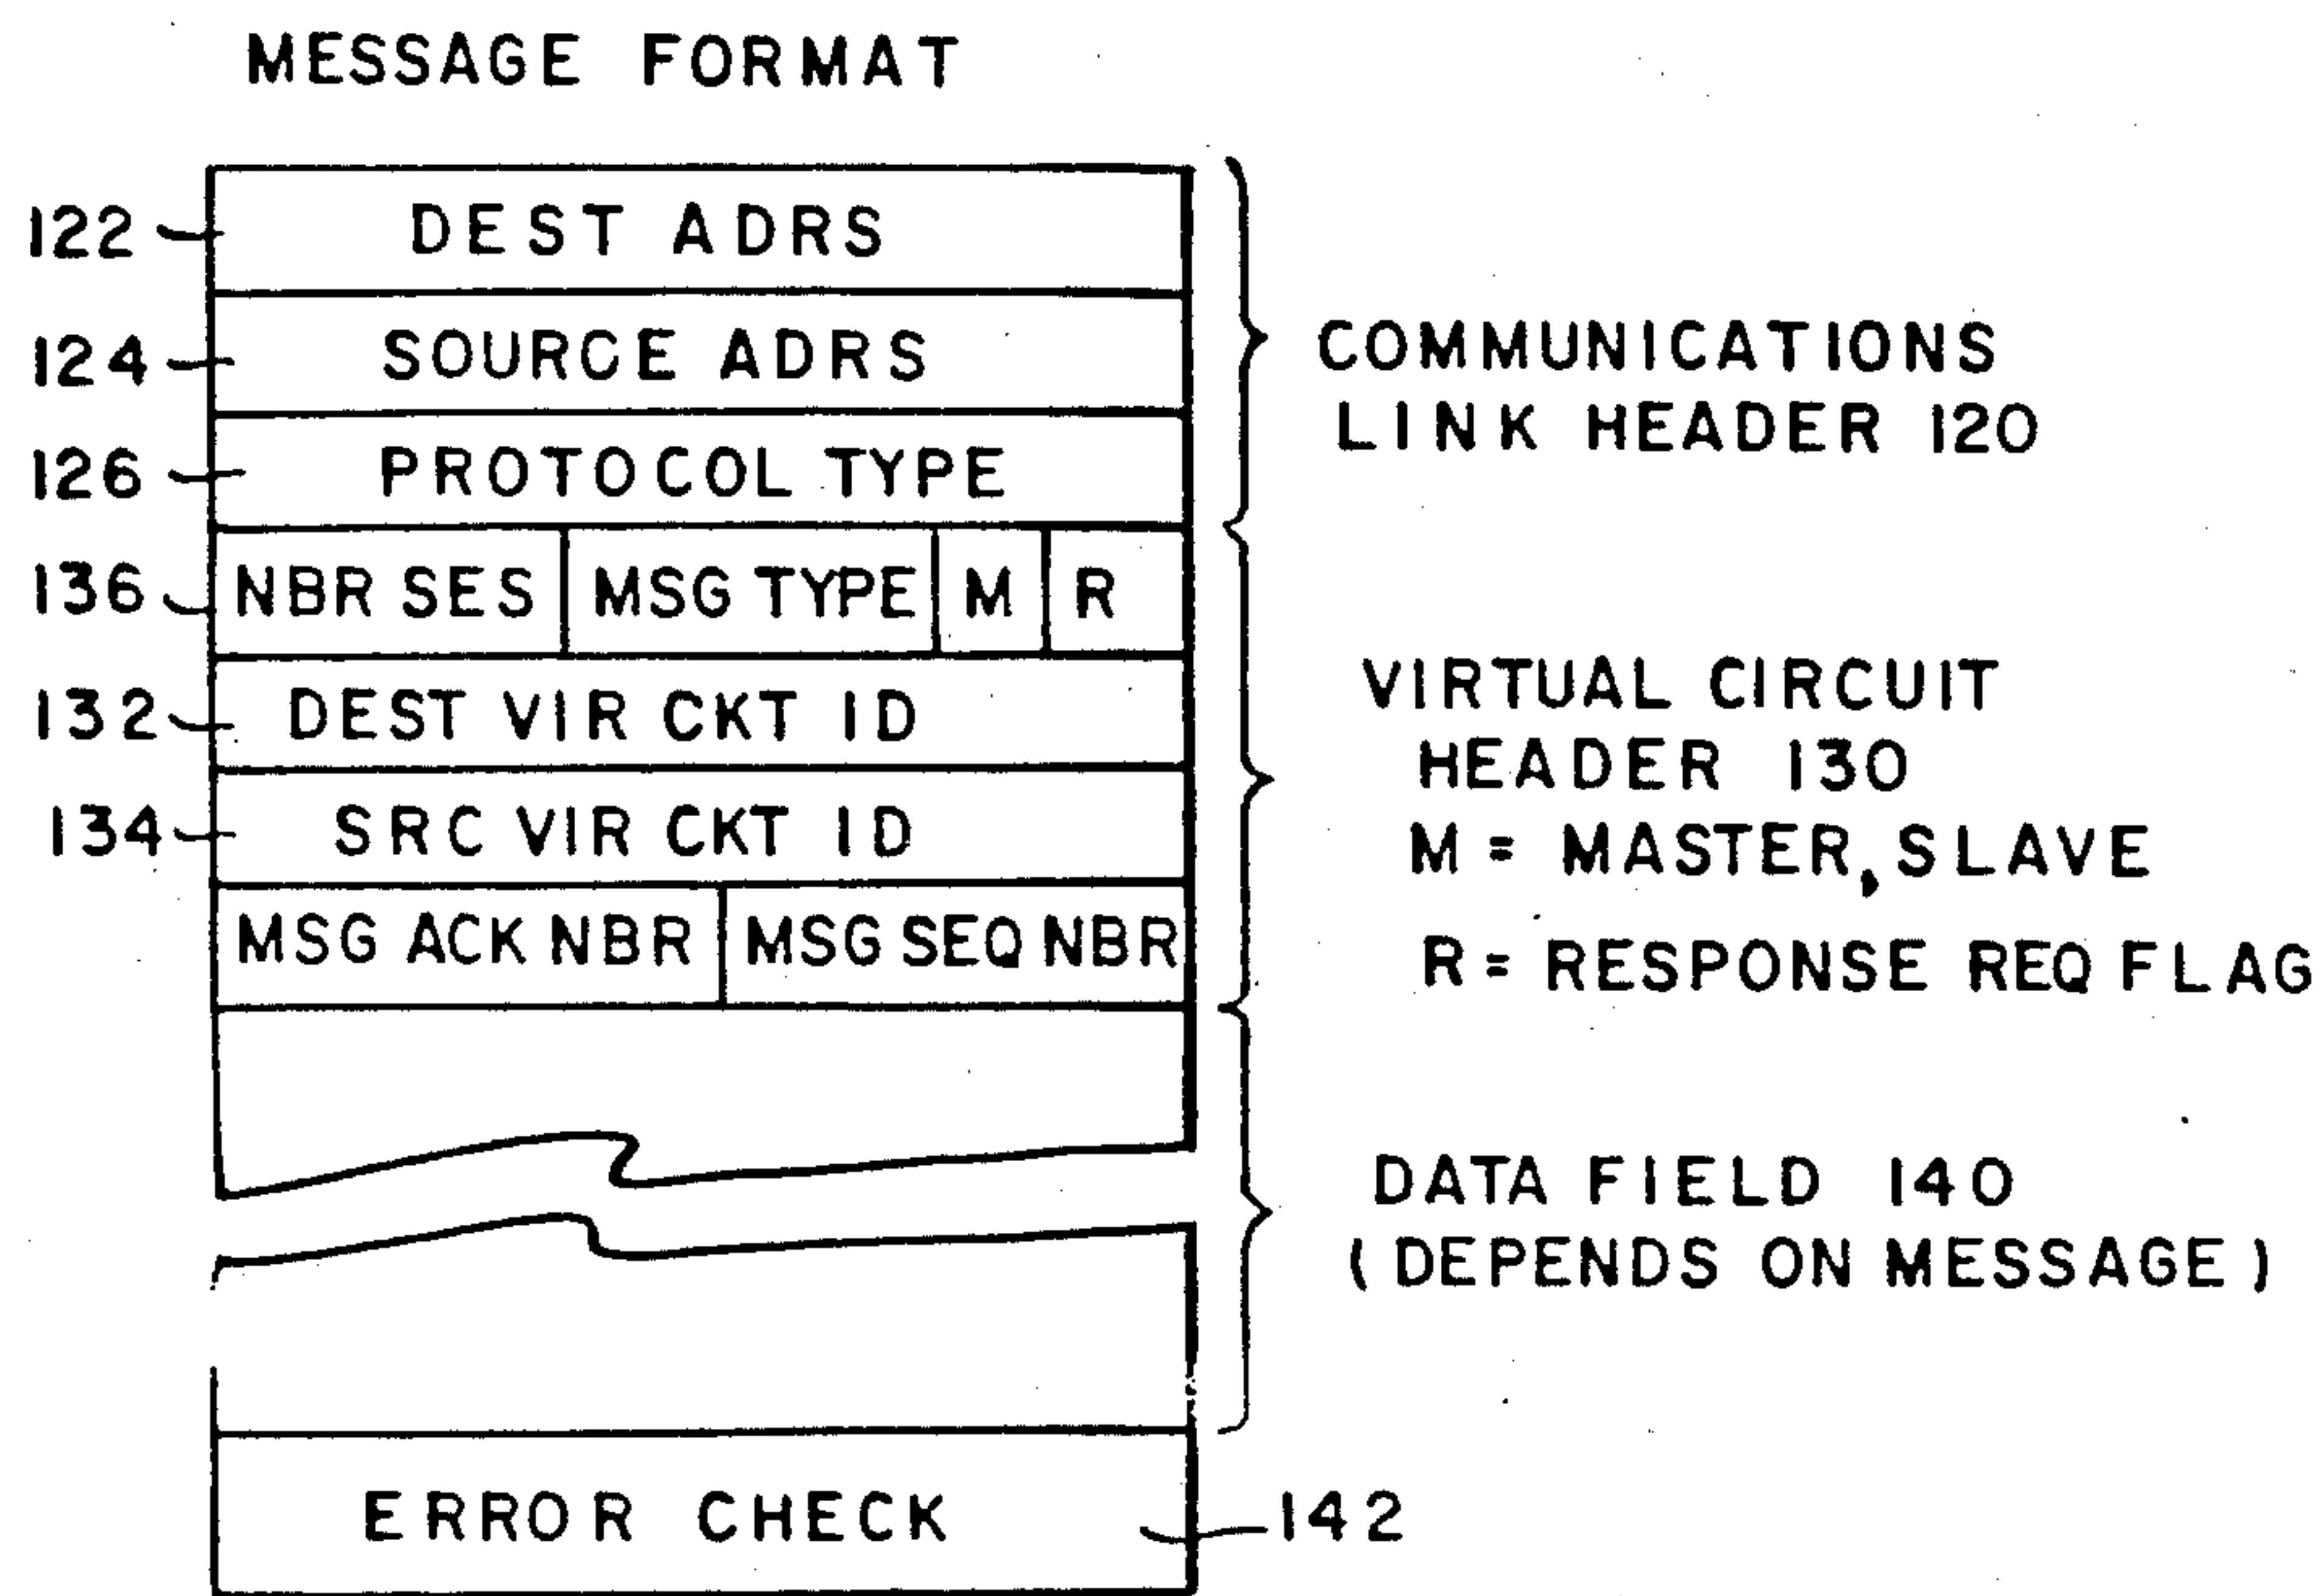 MESSAGE FORMAT
122 DEST ADRS
124 SOURCE ADRS
126 PROTOCOL TYPE
COMMUNICATIONS
LINK HEADER 120
136 NBR SES MSG TYPE M R
132 DEST VIR CKT ID
134 SRC VIR CKT ID
MSG ACK NBR MSG SEQ NBR
VIRTUAL CIRCUIT
HEADER 130
M = MASTER, SLAVE
R = RESPONSE REQ FLAG
DATA FIELD 140
(DEPENDS ON MESSAGE)
ERROR CHECK 142